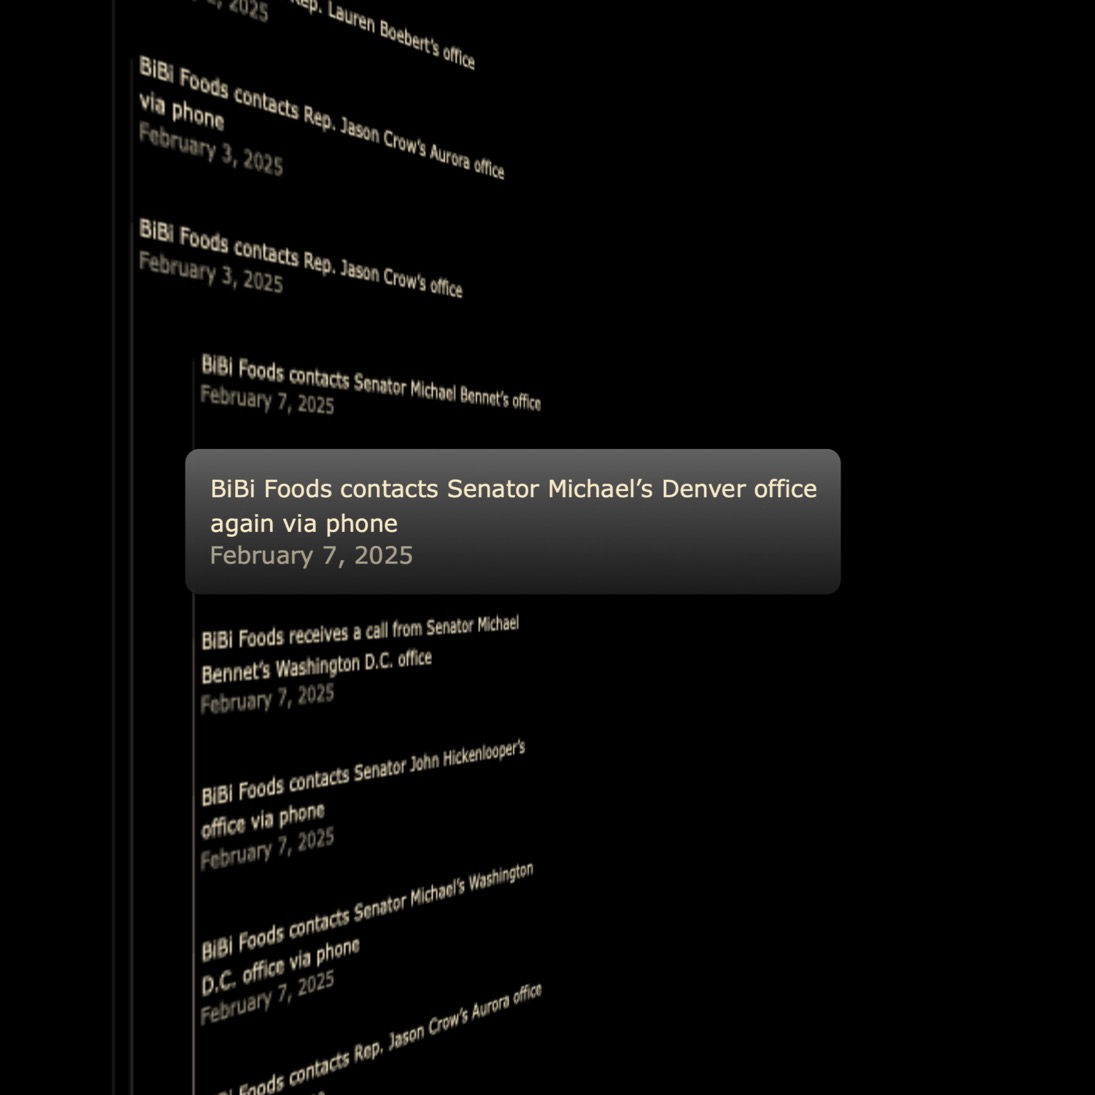 2025
Rep. Lauren Boebert's office
BiBi Foods contacts Rep. Jason Crow's Aurora office
via phone
February 3, 2025
BiBi Foods contacts Rep. Jason Crow's office
February 3, 2025
BiBi Foods contacts Senator Michael Bennet's office
February 7, 2025
BiBi Foods contacts Senator Michael’s Denver office
again via phone
February 7, 2025
BiBi Foods receives a call from Senator Michael
Bennet's Washington D.C. office
February 7, 2025
BiBi Foods contacts Senator John Hickenlooper's
office via phone
February 7, 2025
BiBi Foods contacts Senator Michael's Washington
D.C. office via phone
February 7, 2025
Foods contacts Rep. Jason Crow's Aurora office